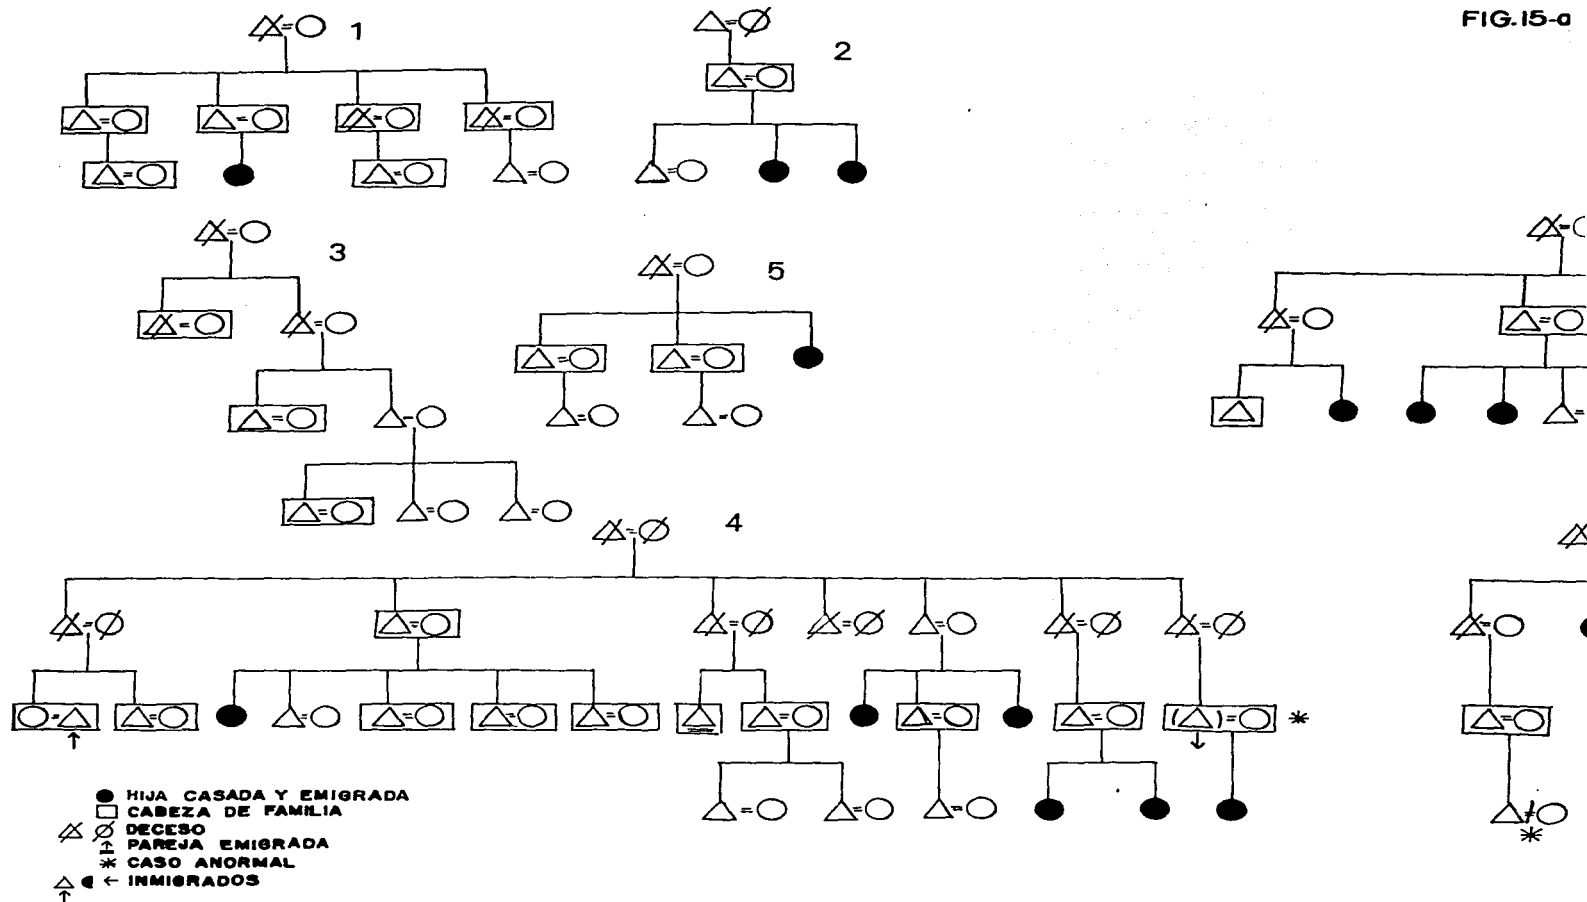 FIG.15-a
1
2
3
5
4
HIJA CASADA Y EMIGRADA
CABEZA DE FAMILIA
DECESO
PAREJA EMIGRADA
CASO ANORMAL
INMIGRADOS